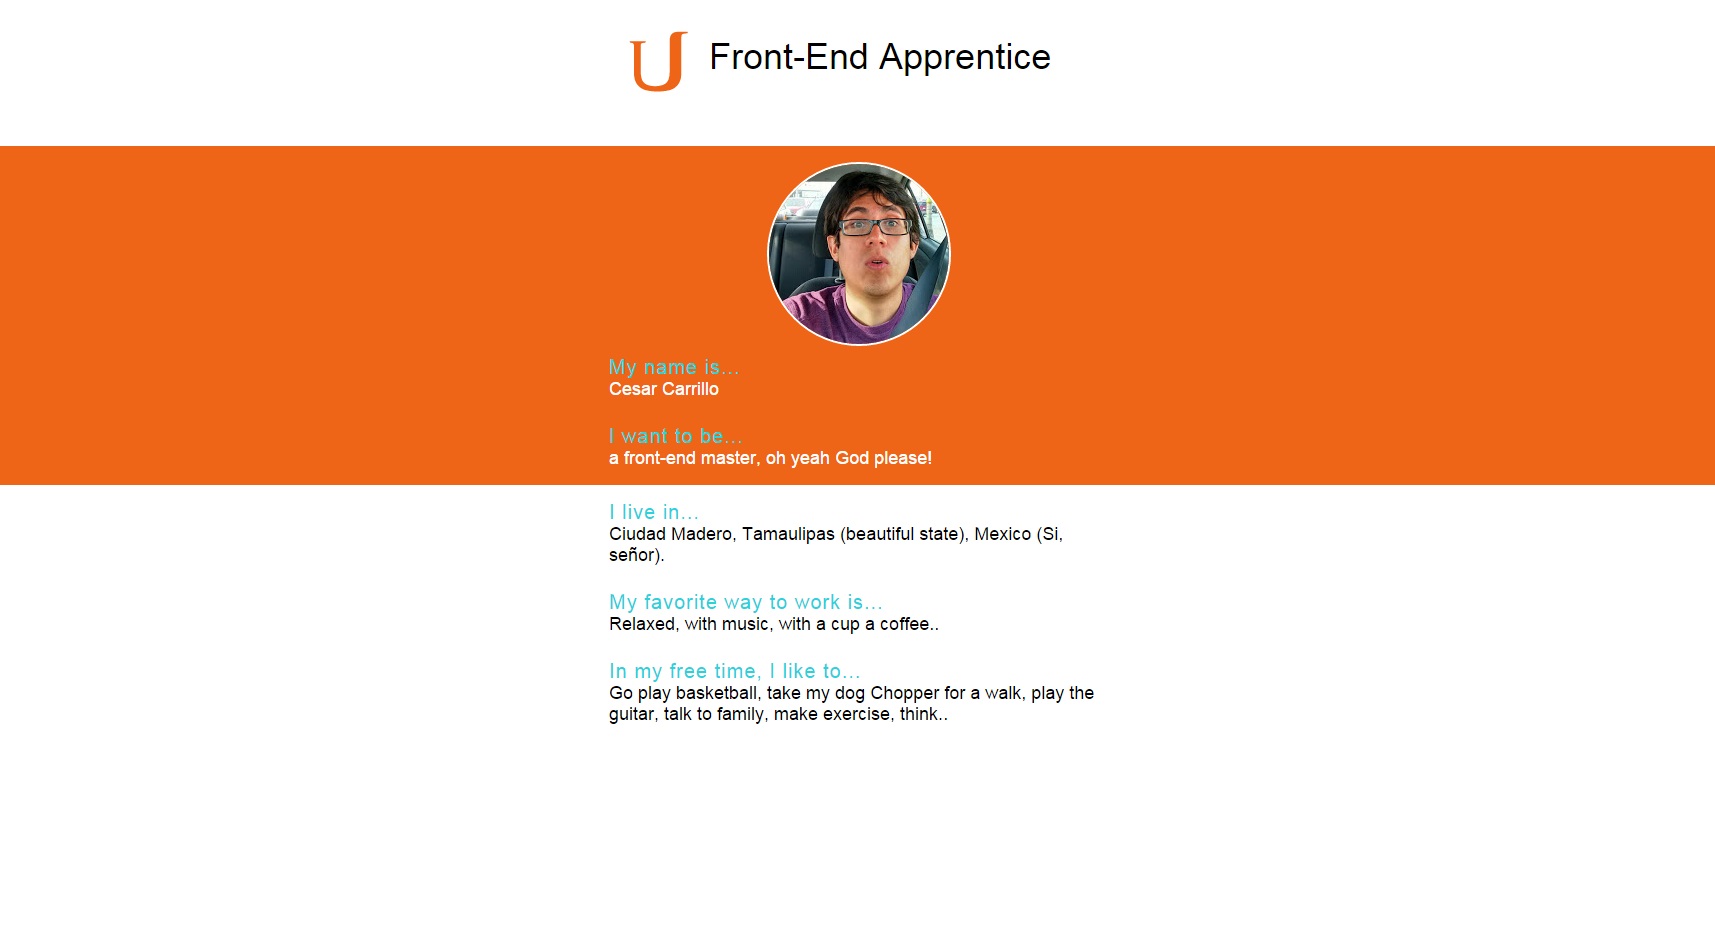 U Front-End Apprentice
My name is...
Cesar Carrillo
I want to be...
a front-end master, oh yeah God please!
I live in...
Ciudad Madero, Tamaulipas (beautiful state), Mexico (Si,
señor).
My favorite way to work is...
Relaxed, with music, with a cup a coffee..
In my free time, I like to...
Go play basketball, take my dog Chopper for a walk, play the
guitar, talk to family, make exercise, think..